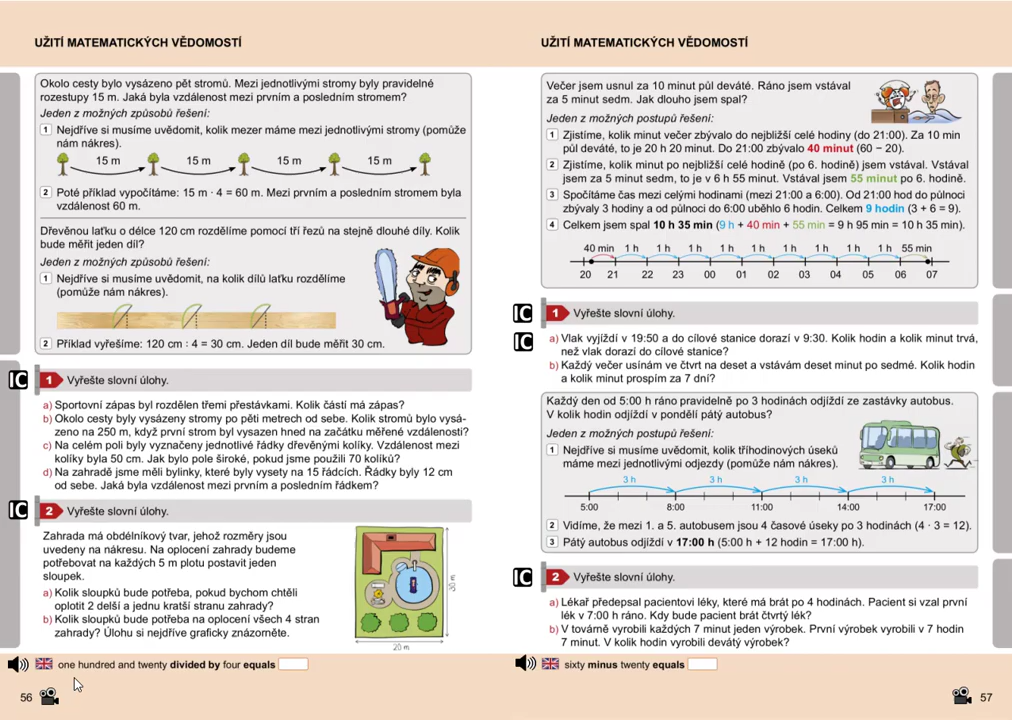 UŽITÍ MATEMATICKÝCH VĚDOMOSTÍ
Okolo cesty bylo vysázeno pět stromů. Mezi jednotlivými stromy byly pravidelné
rozestupy 15 m. Jaká byla vzdálenost mezi prvním a posledním stromem?
Jeden z možných způsobů řešení:
1 Nejdříve si musíme uvědomit, kolik mezer máme mezi jednotlivými stromy (pomůže
nám nákres).
15 m 15 m 15 m 15 m
2 Poté příklad vypočítáme: 15 m · 4 = 60 m. Mezi prvním a posledním stromem byla
vzdálenost 60 m.
Dřevěnou laťku o délce 120 cm rozdělíme pomocí tří řezů na stejně dlouhé díly. Kolik
bude měřit jeden díl?
Jeden z možných způsobů řešení:
1 Nejdříve si musíme uvědomit, na kolik dílů laťku rozdělíme
(pomůže nám nákres).
2 Příklad vyřešíme: 120 cm : 4 = 30 cm. Jeden díl bude měřit 30 cm.
IC 1 Vyřešte slovní úlohy.
a) Sportovní zápas byl rozdělen třemi přestávkami. Kolik částí má zápas?
b) Okolo cesty byly vysázeny stromy po pěti metrech od sebe. Kolik stromů bylo vysá-
zeno na 250 m, když první strom byl vysazen hned na začátku měřené vzdálenosti?
c) Na celém poli byly vyznačeny jednotlivé řádky dřevěnými kolíky. Vzdálenost mezi
kolíky byla 50 cm. Jak bylo pole široké, pokud jsme použili 70 kolíků?
d) Na zahradě jsme měli bylinky, které byly vysety na 15 řádcích. Řádky byly 12 cm
od sebe. Jaká byla vzdálenost mezi prvním a posledním řádkem?
IC 2 Vyřešte slovní úlohy.
Zahrada má obdélníkový tvar, jehož rozměry jsou
uvedeny na nákresu. Na oplocení zahrady budeme
potřebovat na každých 5 m plotu postavit jeden
sloupek.
a) Kolik sloupků bude potřeba, pokud bychom chtěli
oplotit 2 delší a jednu kratší stranu zahrady?
b) Kolik sloupků bude potřeba na oplocení všech 4 stran
zahrady? Úlohu si nejdříve graficky znázorněte.
30 m
20 m
one hundred and twenty divided by four equals
56
UŽITÍ MATEMATICKÝCH VĚDOMOSTÍ
Večer jsem usnul za 10 minut půl deváté. Ráno jsem vstával
za 5 minut sedm. Jak dlouho jsem spal?
Jeden z možných postupů řešení:
1 Zjistíme, kolik minut večer zbývalo do nejbližší celé hodiny (do 21:00). Za 10 min
půl deváté, to je 20 h 20 minut. Do 21:00 zbývalo 40 minut (60 − 20).
2 Zjistíme, kolik minut po nejbližší celé hodině (po 6. hodině) jsem vstával. Vstával
jsem za 5 minut sedm, to je v 6 h 55 minut. Vstával jsem 55 minut po 6. hodině.
3 Spočítáme čas mezi celými hodinami (mezi 21:00 a 6:00). Od 21:00 hod do půlnoci
zbývaly 3 hodiny a od půlnoci do 6:00 uběhlo 6 hodin. Celkem 9 hodin (3 + 6 = 9).
4 Celkem jsem spal 10 h 35 min (9 h + 40 min + 55 min = 9 h 95 min = 10 h 35 min).
40 min 1 h 1 h 1 h 1 h 1 h 1 h 1 h 1 h 1 h 55 min
20 21 22 23 00 01 02 03 04 05 06 07
IC 1 Vyřešte slovní úlohy.
IC
a) Vlak vyjíždí v 19:50 a do cílové stanice dorazí v 9:30. Kolik hodin a kolik minut trvá,
než vlak dorazí do cílové stanice?
b) Každý večer usínám ve čtvrt na deset a vstávám deset minut po sedmé. Kolik hodin
a kolik minut prospím za 7 dní?
Každý den od 5:00 h ráno pravidelně po 3 hodinách odjíždí ze zastávky autobus.
V kolik hodin odjíždí v pondělí pátý autobus?
Jeden z možných postupů řešení:
1 Nejdříve si musíme uvědomit, kolik tříhodinových úseků
máme mezi jednotlivými odjezdy (pomůže nám nákres).
3 h 3 h 3 h 3 h
5:00 8:00 11:00 14:00 17:00
2 Vidíme, že mezi 1. a 5. autobusem jsou 4 časové úseky po 3 hodinách (4 · 3 = 12).
3 Pátý autobus odjíždí v 17:00 h (5:00 h + 12 hodin = 17:00 h).
IC 2 Vyřešte slovní úlohy.
a) Lékař předepsal pacientovi léky, které má brát po 4 hodinách. Pacient si vzal první
lék v 7:00 h ráno. Kdy bude pacient brát čtvrtý lék?
b) V továrně vyrobili každých 7 minut jeden výrobek. První výrobek vyrobili v 7 hodin
7 minut. V kolik hodin vyrobili devátý výrobek?
sixty minus twenty equals
57